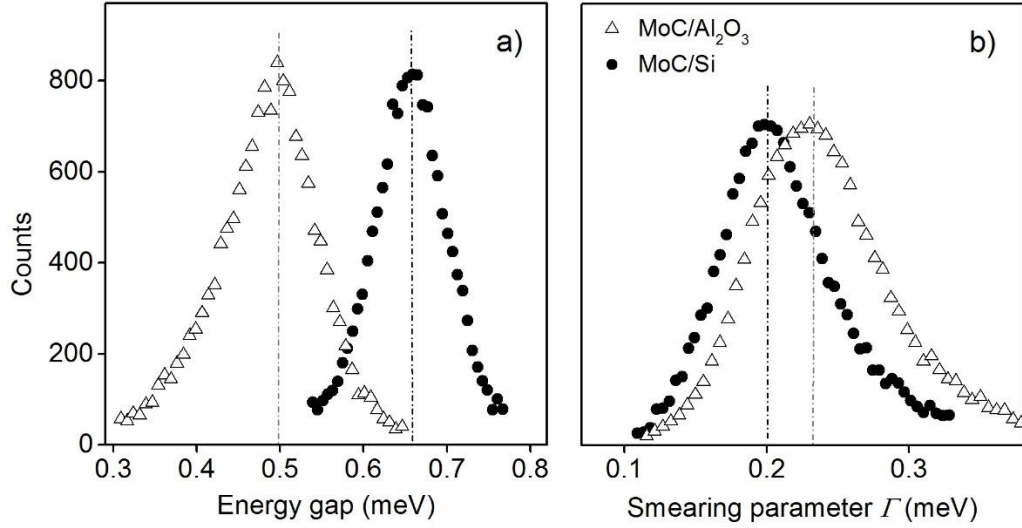 a)
800
600
400
200
0
Counts
0.3 0.4 0.5 0.6 0.7 0.8
Energy gap (meV)
b)
MoC/Al₂O₃
MoC/Si
0.1 0.2 0.3
Smearing parameter Γ (meV)